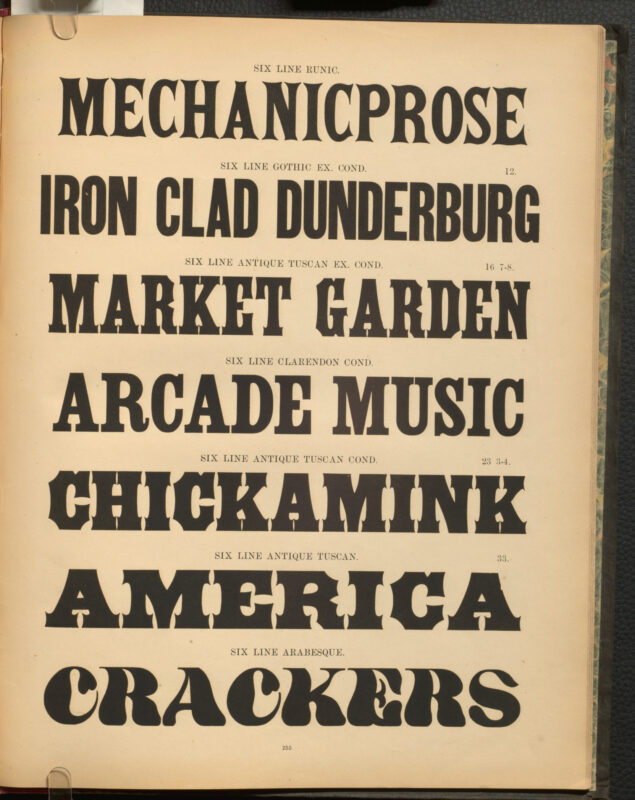 SIX LINE RUNIC.
MECHANICPROSE
SIX LINE GOTHIC EX. COND. 12.
IRON CLAD DUNDERBURG
SIX LINE ANTIQUE TUSCAN EX. COND. 16 7-8.
MARKET GARDEN
SIX LINE CLARENDON COND.
ARCADE MUSIC
SIX LINE ANTIQUE TUSCAN COND. 23 3-4.
CHICKAMINK
SIX LINE ANTIQUE TUSCAN. 33.
AMERICA
SIX LINE ARABESQUE.
CRACKERS